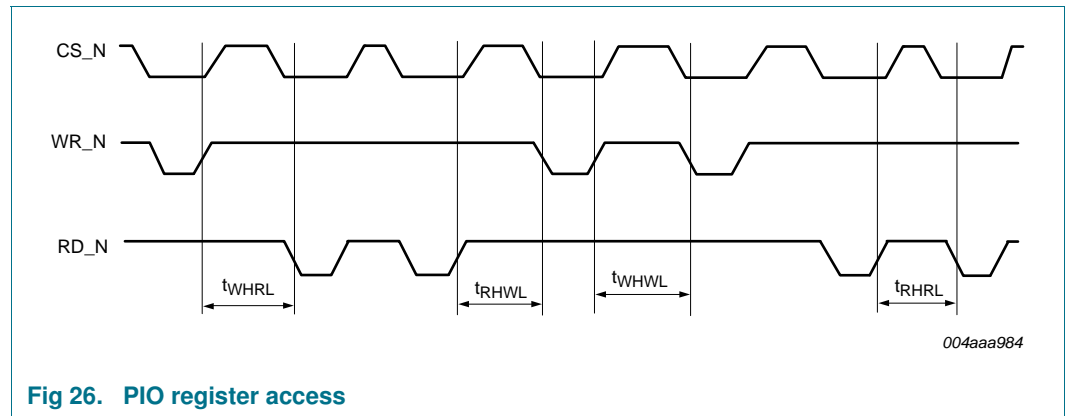 CS_N
WR_N
RD_N
tWHRL
tRHWL
tWHWL
tRHRL
004aaa984
Fig 26. PIO register access